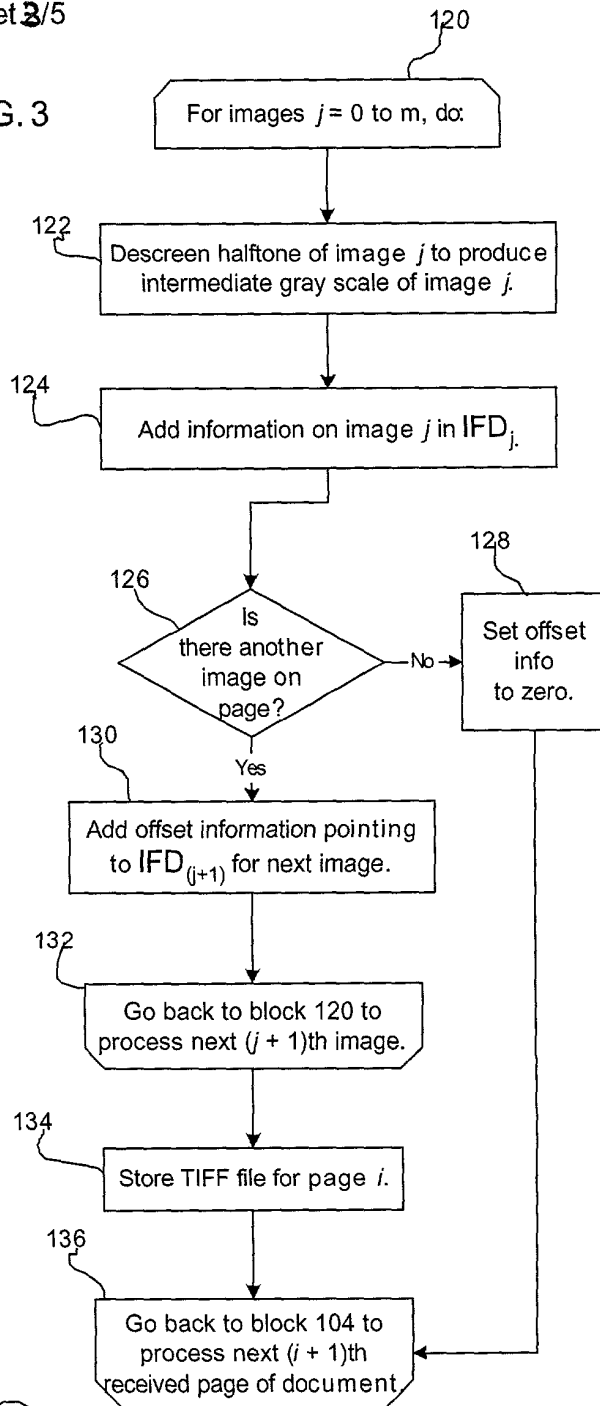 et 3/5
120
G. 3
For images j = 0 to m, do:
122
Descreen halftone of image j to produce
intermediate gray scale of image j.
124
Add information on image j in IFDj.
126
128
Is
there another
image on
page?
No
Set offset
info
to zero.
130
Yes
Add offset information pointing
to IFD(j+1) for next image.
132
Go back to block 120 to
process next (j + 1)th image.
134
Store TIFF file for page i.
136
Go back to block 104 to
process next (i + 1)th
received page of document.